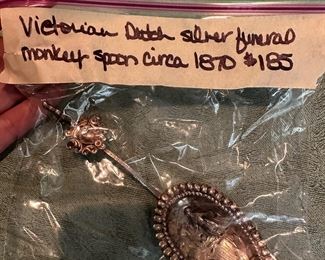 Victorian Dutch silver funeral
monkey spoon circa 1870 $185